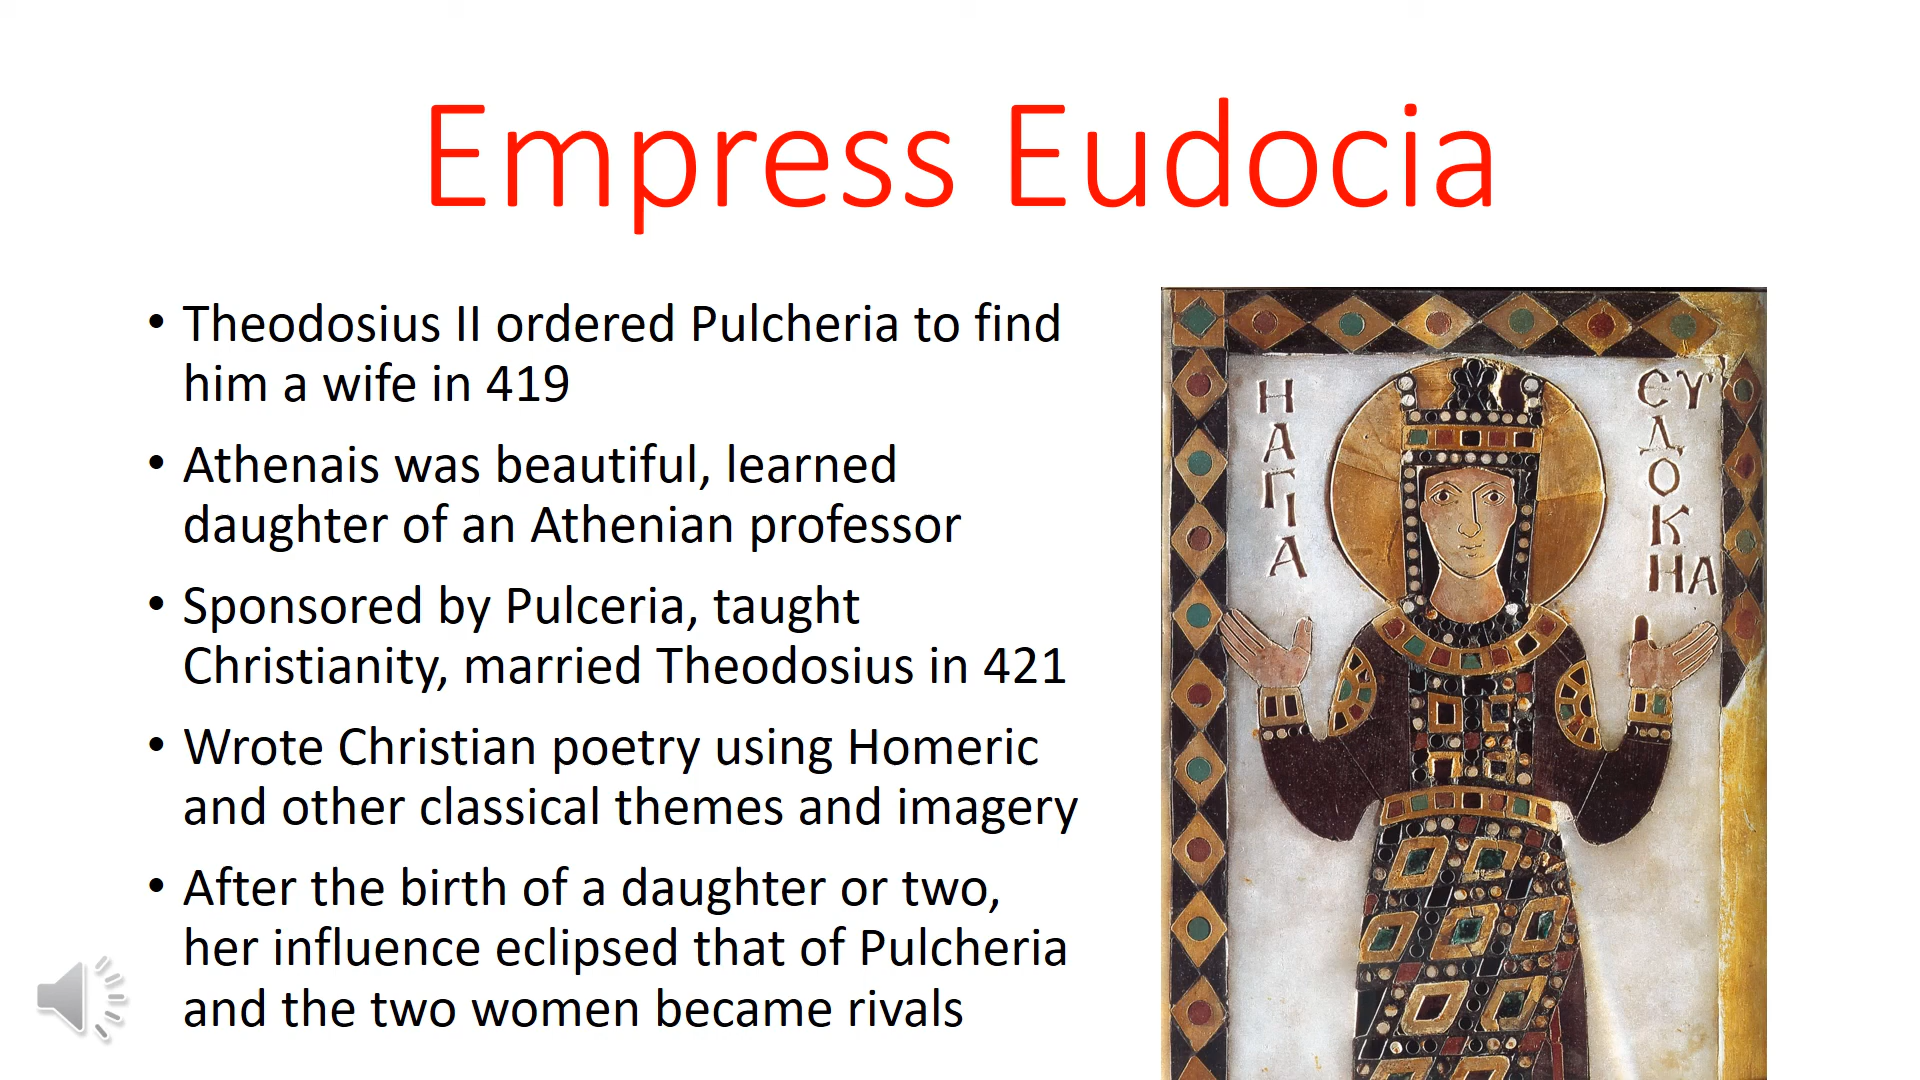 Empress Eudocia
• Theodosius II ordered Pulcheria to find
him a wife in 419
• Athenais was beautiful, learned
daughter of an Athenian professor
• Sponsored by Pulceria, taught
Christianity, married Theodosius in 421
• Wrote Christian poetry using Homeric
and other classical themes and imagery
• After the birth of a daughter or two,
her influence eclipsed that of Pulcheria
and the two women became rivals
Η
Α
Γ
Ι
Α
ЄΥ
Δ
Ο
Κ
ΗΑ